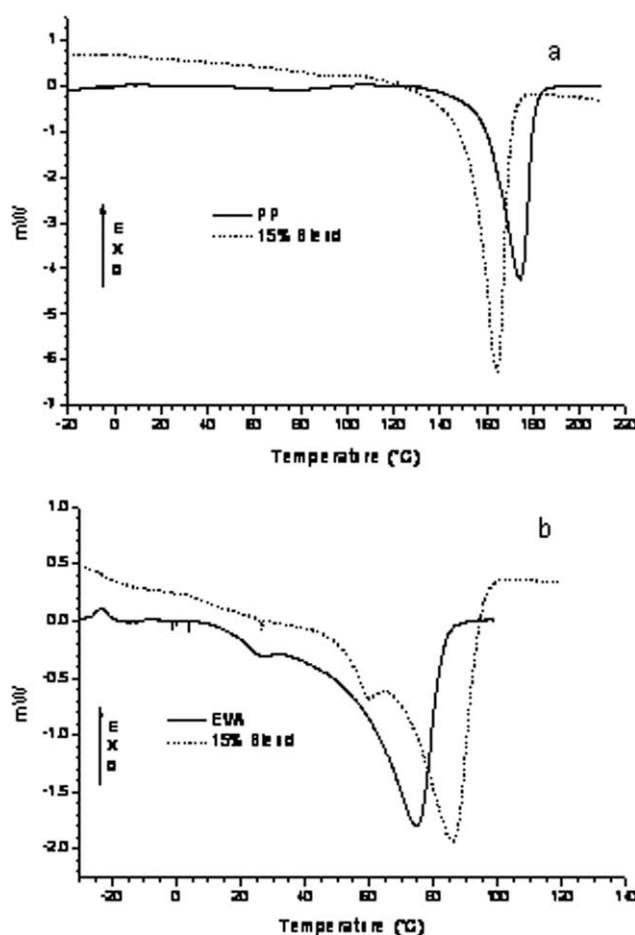 a
1
0
-1
-2
-3
-4
-5
-6
-7
mW
E
X
O
PP
15% Blend
-20 0 20 40 60 80 100 120 140 160 180 200 220
Temperature (°C)
b
1.0
0.5
0.0
-0.5
-1.0
-1.5
-2.0
mW
E
X
O
EVA
15% Blend
-20 0 20 40 60 80 100 120 140
Temperature (°C)